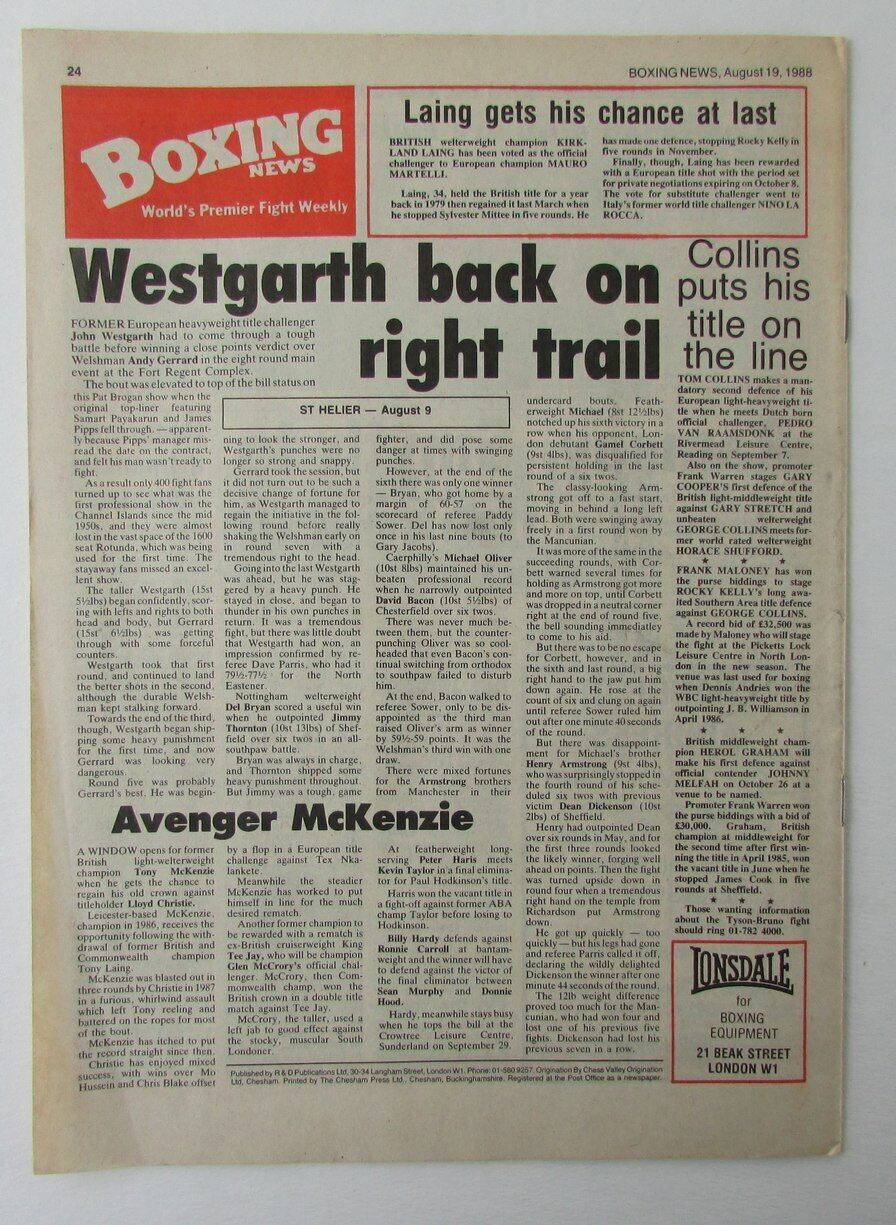 24
BOXING NEWS, August 19, 1988
BOXING
NEWS
World's Premier Fight Weekly
Laing gets his chance at last
BRITISH welterweight champion KIRK-
LAND LAING has been voted as the official
challenger to European champion MAURO
MARTELLI.
Laing, 34, held the British title for a year
back in 1979 then regained it last March when
he stopped Sylvester Mittee in five rounds. He
has made one defence, stopping Rocky Kelly in
five rounds in November.
Finally, though, Laing has been rewarded
with a European title shot with the period set
for private negotiations expiring on October 8.
The vote for substitute challenger went to
Italy's former world title challenger NINO LA
ROCCA.
Westgarth back on
right trail
FORMER European heavyweight title challenger
John Westgarth had to come through a tough
battle before winning a close points verdict over
Welshman Andy Gerrard in the eight round main
event at the Fort Regent Complex.
The bout was elevated to top of the bill status on
this Pat Brogan show when the
original top-liner featuring
Samart Payakarun and James
Pipps fell through. — apparent-
ly because Pipps' manager mis-
read the date on the contract,
and felt his man wasn't ready to
fight.
As a result only 400 fight fans
turned up to see what was the
first professional show in the
Channel Islands since the mid
1950s, and they were almost
lost in the vast space of the 1600
seat Rotunda, which was being
used for the first time. The
stayaway fans missed an excel-
lent show.
The taller Westgarth (15st
5½lbs) began confidently, scor-
ing with lefts and rights to both
head and body, but Gerrard
(15st 6½lbs) was getting
through with some forceful
counters.
Westgarth took that first
round, and continued to land
the better shots in the second,
although the durable Welsh-
man kept stalking forward.
Towards the end of the third,
though, Westgarth began ship-
ping some heavy punishment
for the first time, and now
Gerrard was looking very
dangerous.
Round five was probably
Gerrard's best. He was begin-
ST HELIER — August 9
ning to look the stronger, and
Westgarth's punches were no
longer so strong and snappy.
Gerrard took the session, but
it did not turn out to be such a
decisive change of fortune for
him, as Westgarth managed to
regain the initiative in the fol-
lowing round before really
shaking the Welshman early on
in round seven with a
tremendous right to the head.
Going into the last Westgarth
was ahead, but he was stag-
gered by a heavy punch. He
stayed in close, and began to
thunder in his own punches in
return. It was a tremendous
fight, but there was little doubt
that Westgarth had won, an
impression confirmed by re-
feree Dave Parris, who had it
79½-77½ for the North
Eastener.
Nottingham welterweight
Del Bryan scored a useful win
when he outpointed Jimmy
Thornton (10st 13lbs) of Shef-
field over six twos in an all-
southpaw battle.
Bryan was always in charge,
and Thornton shipped some
heavy punishment throughout.
But Jimmy was a tough, game
fighter, and did pose some
danger at times with swinging
punches.
However, at the end of the
sixth there was only one winner
— Bryan, who got home by a
margin of 60-57 on the
scorecard of referee Paddy
Sower. Del has now lost only
once in his last nine bouts (to
Gary Jacobs).
Caerphilly's Michael Oliver
(10st 8lbs) maintained his un-
beaten professional record
when he narrowly outpointed
David Bacon (10st 5½lbs) of
Chesterfield over six twos.
There was never much be-
tween them, but the counter-
punching Oliver was so cool-
headed that even Bacon's con-
tinual switching from orthodox
to southpaw failed to disturb
him.
At the end, Bacon walked to
referee Sower, only to be dis-
appointed as the third man
raised Oliver's arm as winner
by 59½-59 points. It was the
Welshman's third win with one
draw.
There were mixed fortunes
for the Armstrong brothers
from Manchester in their
undercard bouts. Feath-
erweight Michael (8st 12½lbs)
notched up his sixth victory in a
row when his opponent, Lon-
don debutant Gamel Corbett
(9st 4lbs), was disqualified for
persistent holding in the last
round of a six twos.
The classy-looking Arm-
strong got off to a fast start,
moving in behind a long left
lead. Both were swinging away
freely in a first round won by
the Mancunian.
It was more of the same in the
succeeding rounds, with Cor-
bett warned several times for
holding as Armstrong got more
and more on top, until Corbett
was dropped in a neutral corner
right at the end of round five,
the bell sounding immediatley
to come to his aid.
But there was to be no escape
for Corbett, however, and in
the sixth and last round, a big
right hand to the jaw put him
down again. He rose at the
count of six and clung on again
until referee Sower ruled him
out after one minute 40 seconds
of the round.
But there was disappoint-
ment for Michael's brother
Henry Armstrong (9st 4lbs),
who was surprisingly stopped in
the fourth round of his sche-
duled six twos with previous
victim Dean Dickenson (10st
2lbs) of Sheffield.
Henry had outpointed Dean
over six rounds in May, and for
the first three rounds looked
the likely winner, forging well
ahead on points. Then the fight
was turned upside down in
round four when a tremendous
right hand on the temple from
Richardson put Armstrong
down.
He got up quickly — too
quickly — but his legs had gone
and referee Parris called it off,
declaring the wildly delighted
Dickenson the winner after one
minute 44 seconds of the round.
The 12lb weight difference
proved too much for the Man-
cunian, who had won four and
lost one of his previous five
fights. Dickenson had lost his
previous seven in a row.
Collins
puts his
title on
the line
TOM COLLINS makes a man-
datory second defence of his
European light-heavyweight ti-
tle when he meets Dutch born
official challenger, PEDRO
VAN RAAMSDONK at the
Rivermead Leisure Centre,
Reading on September 7.
Also on the show, promoter
Frank Warren stages GARY
COOPER'S first defence of the
British light-middleweight title
against GARY STRETCH and
unbeaten welterweight
GEORGE COLLINS meets for-
mer world rated welterweight
HORACE SHUFFORD.
★ ★ ★
FRANK MALONEY has won
the purse biddings to stage
ROCKY KELLY'S long awa-
ited Southern Area title defence
against GEORGE COLLINS.
A record bid of £32,500 was
made by Maloney who will stage
the fight at the Picketts Lock
Leisure Centre in North Lon-
don in the new season. The
venue was last used for boxing
when Dennis Andries won the
WBC light-heavyweight title by
outpointing J. B. Williamson in
April 1986.
★ ★ ★
British middleweight cham-
pion HEROL GRAHAM will
make his first defence against
official contender JOHNNY
MELFAH on October 26 at a
venue to be named.
Promoter Frank Warren won
the purse biddings with a bid of
£30,000. Graham, British
champion at middleweight for
the second time after first win-
ning the title in April 1985, won
the vacant title in June when he
stopped James Cook in five
rounds at Sheffield.
★ ★ ★
Those wanting information
about the Tyson-Bruno fight
should ring 01-782 4000.
Avenger McKenzie
A WINDOW opens for former
British light-welterweight
champion Tony McKenzie
when he gets the chance to
regain his old crown against
titleholder Lloyd Christie.
Leicester-based McKenzie,
champion in 1986, receives the
opportunity following the with-
drawal of former British and
Commonwealth champion
Tony Laing.
McKenzie was blasted out in
three rounds by Christie in 1987
in a furious, whirlwind assault
which left Tony reeling and
battered on the ropes for most
of the bout.
McKenzie has itched to put
the record straight since then.
Christie has enjoyed mixed
success, with wins over Mo
Hussein and Chris Blake offset
by a flop in a European title
challenge against Tex Nka-
lankete.
Meanwhile the steadier
McKenzie has worked to put
himself in line for the much
desired rematch.
Another former champion to
be rewarded with a rematch is
ex-British cruiserweight King
Tee Jay, who will be champion
Glen McCrory's official chal-
lenger. McCrory, then Com-
monwealth champ, won the
British crown in a double title
match against Tee Jay.
McCrory, the taller, used a
left jab to good effect against
the stocky, muscular South
Londoner.
At featherweight long-
serving Peter Haris meets
Kevin Taylor in a final elimina-
tor for Paul Hodkinson's title.
Harris won the vacant title in
a fight-off against former ABA
champ Taylor before losing to
Hodkinson.
Billy Hardy defends against
Ronnie Carroll at bantam-
weight and the winner will have
to defend against the victor of
the final eliminator between
Sean Murphy and Donnie
Hood.
Hardy, meanwhile stays busy
when he tops the bill at the
Crowtree Leisure Centre,
Sunderland on September 29.
Published by R & D Publications Ltd, 30-34 Langham Street, London W1. Phone: 01-580 9257. Origination By Chess Valley Origination
Ltd, Chesham. Printed by The Chesham Press Ltd., Chesham, Buckinghamshire. Registered at the Post Office as a newspaper.
LONSDALE
for
BOXING
EQUIPMENT
21 BEAK STREET
LONDON W1